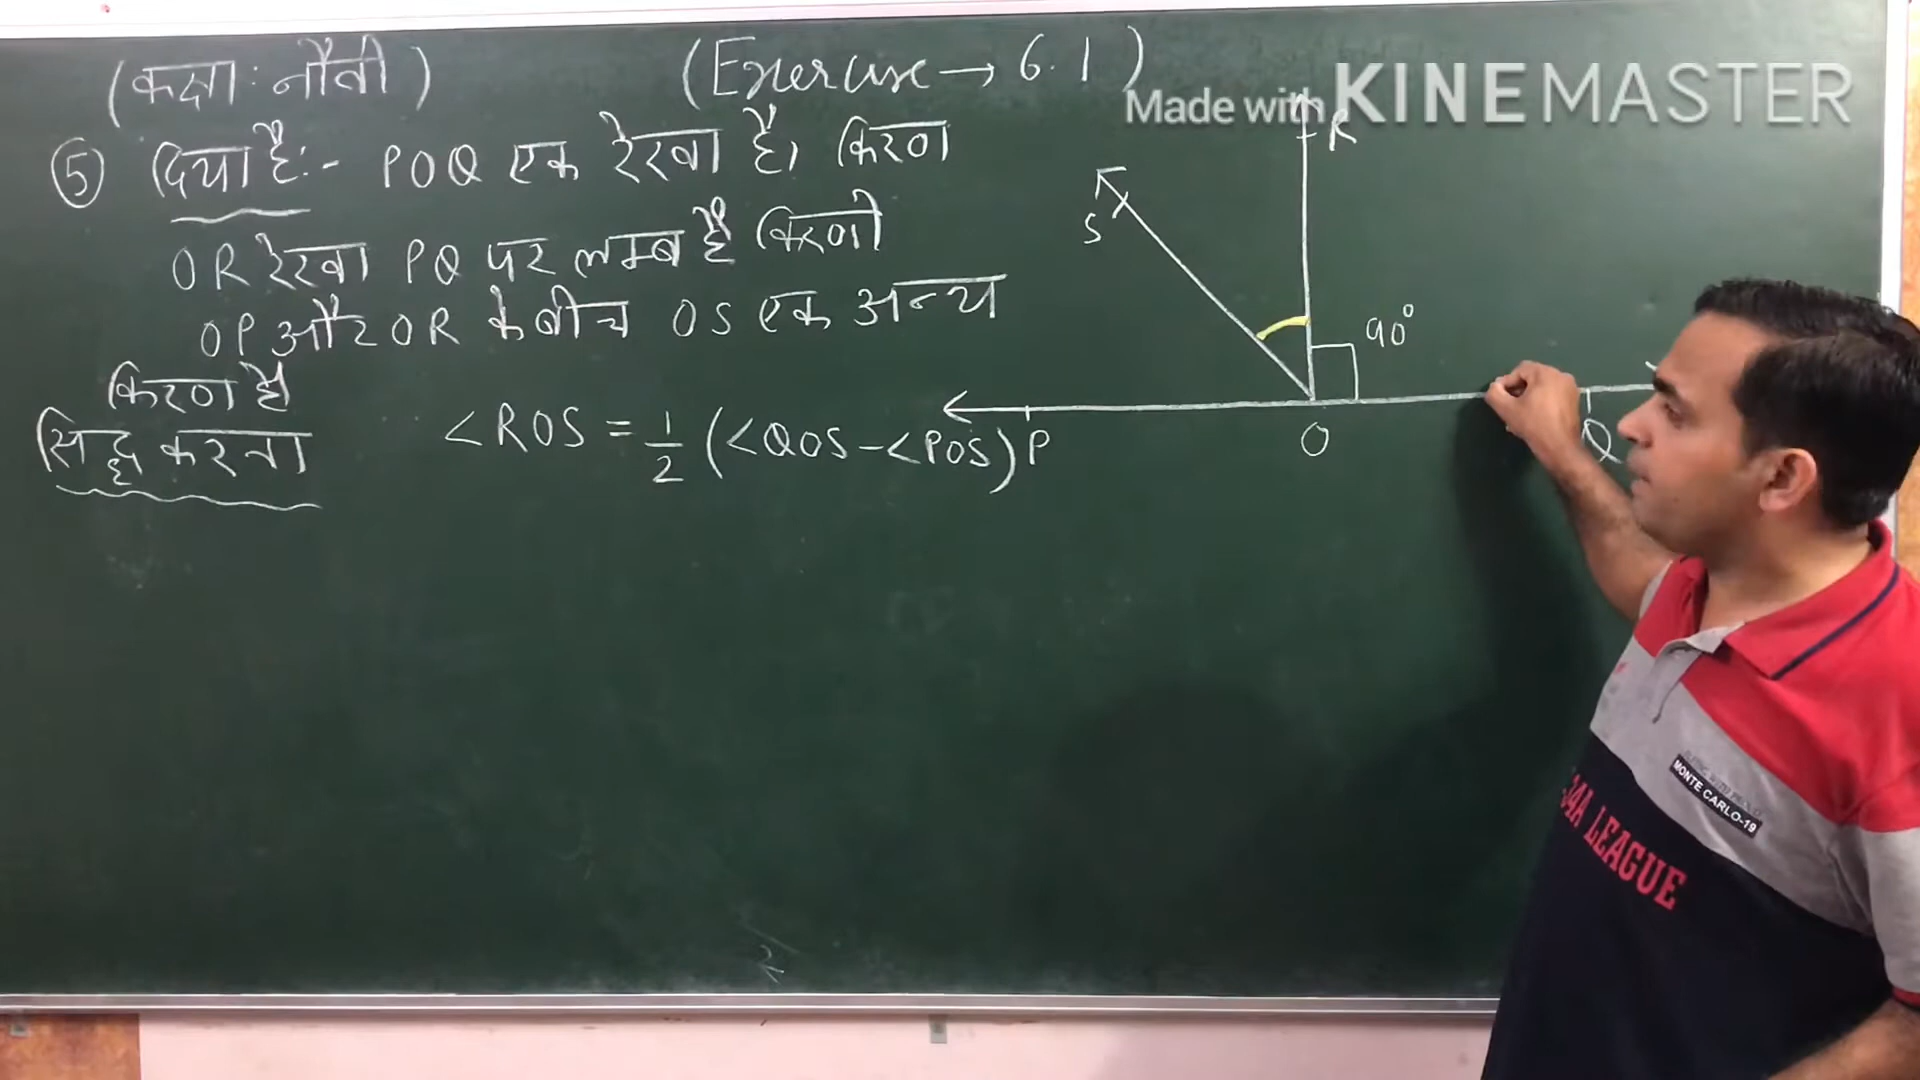 (कक्षा: नौवी)
(Exercise → 6.1)
Made with KINEMASTER
⑤ दिया है:- POQ एक रेखा है। किरण
OR रेखा PQ पर लम्ब है किरणो
OP और OR के बीच OS एक अन्य
किरण है।
सिद्ध करना
∠ROS = 1/2 (∠QOS - ∠POS)
R
S
90°
P
O
Q
MONTE CARLO-19
LEAGUE